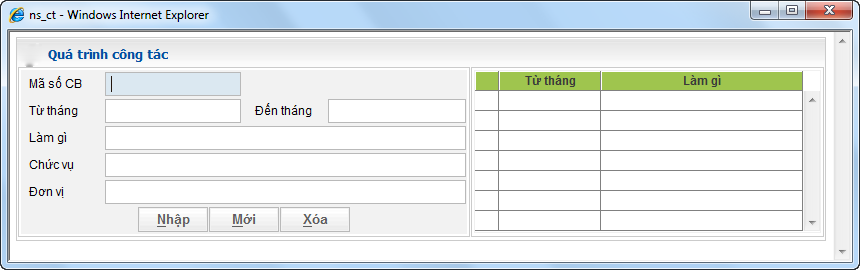 ns_ct - Windows Internet Explorer
Quá trình công tác
Mã số CB
Từ tháng Đến tháng
Làm gì
Chức vụ
Đơn vị
Nhập Mới Xóa
Từ tháng Làm gì